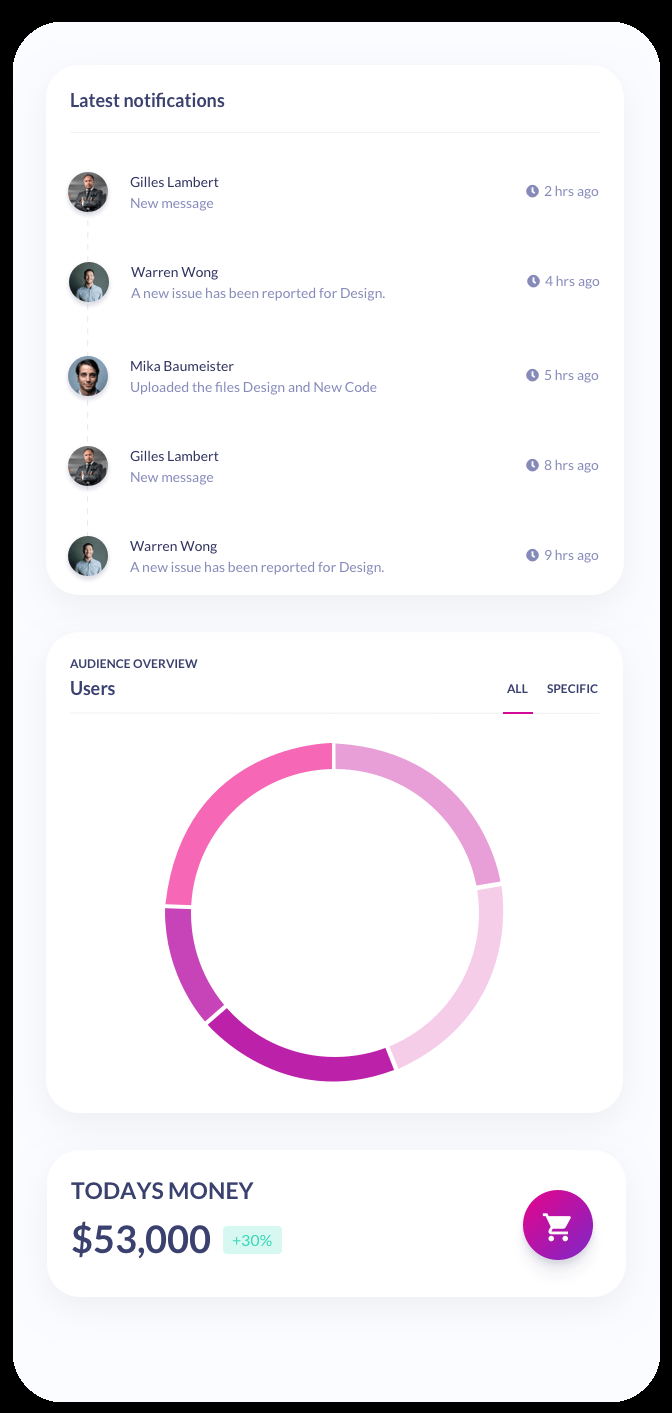 Latest notifications
Gilles Lambert
New message
2 hrs ago
Warren Wong
A new issue has been reported for Design.
4 hrs ago
Mika Baumeister
Uploaded the files Design and New Code
5 hrs ago
Gilles Lambert
New message
8 hrs ago
Warren Wong
A new issue has been reported for Design.
9 hrs ago
AUDIENCE OVERVIEW
Users
ALL SPECIFIC
TODAYS MONEY
$53,000 +30%